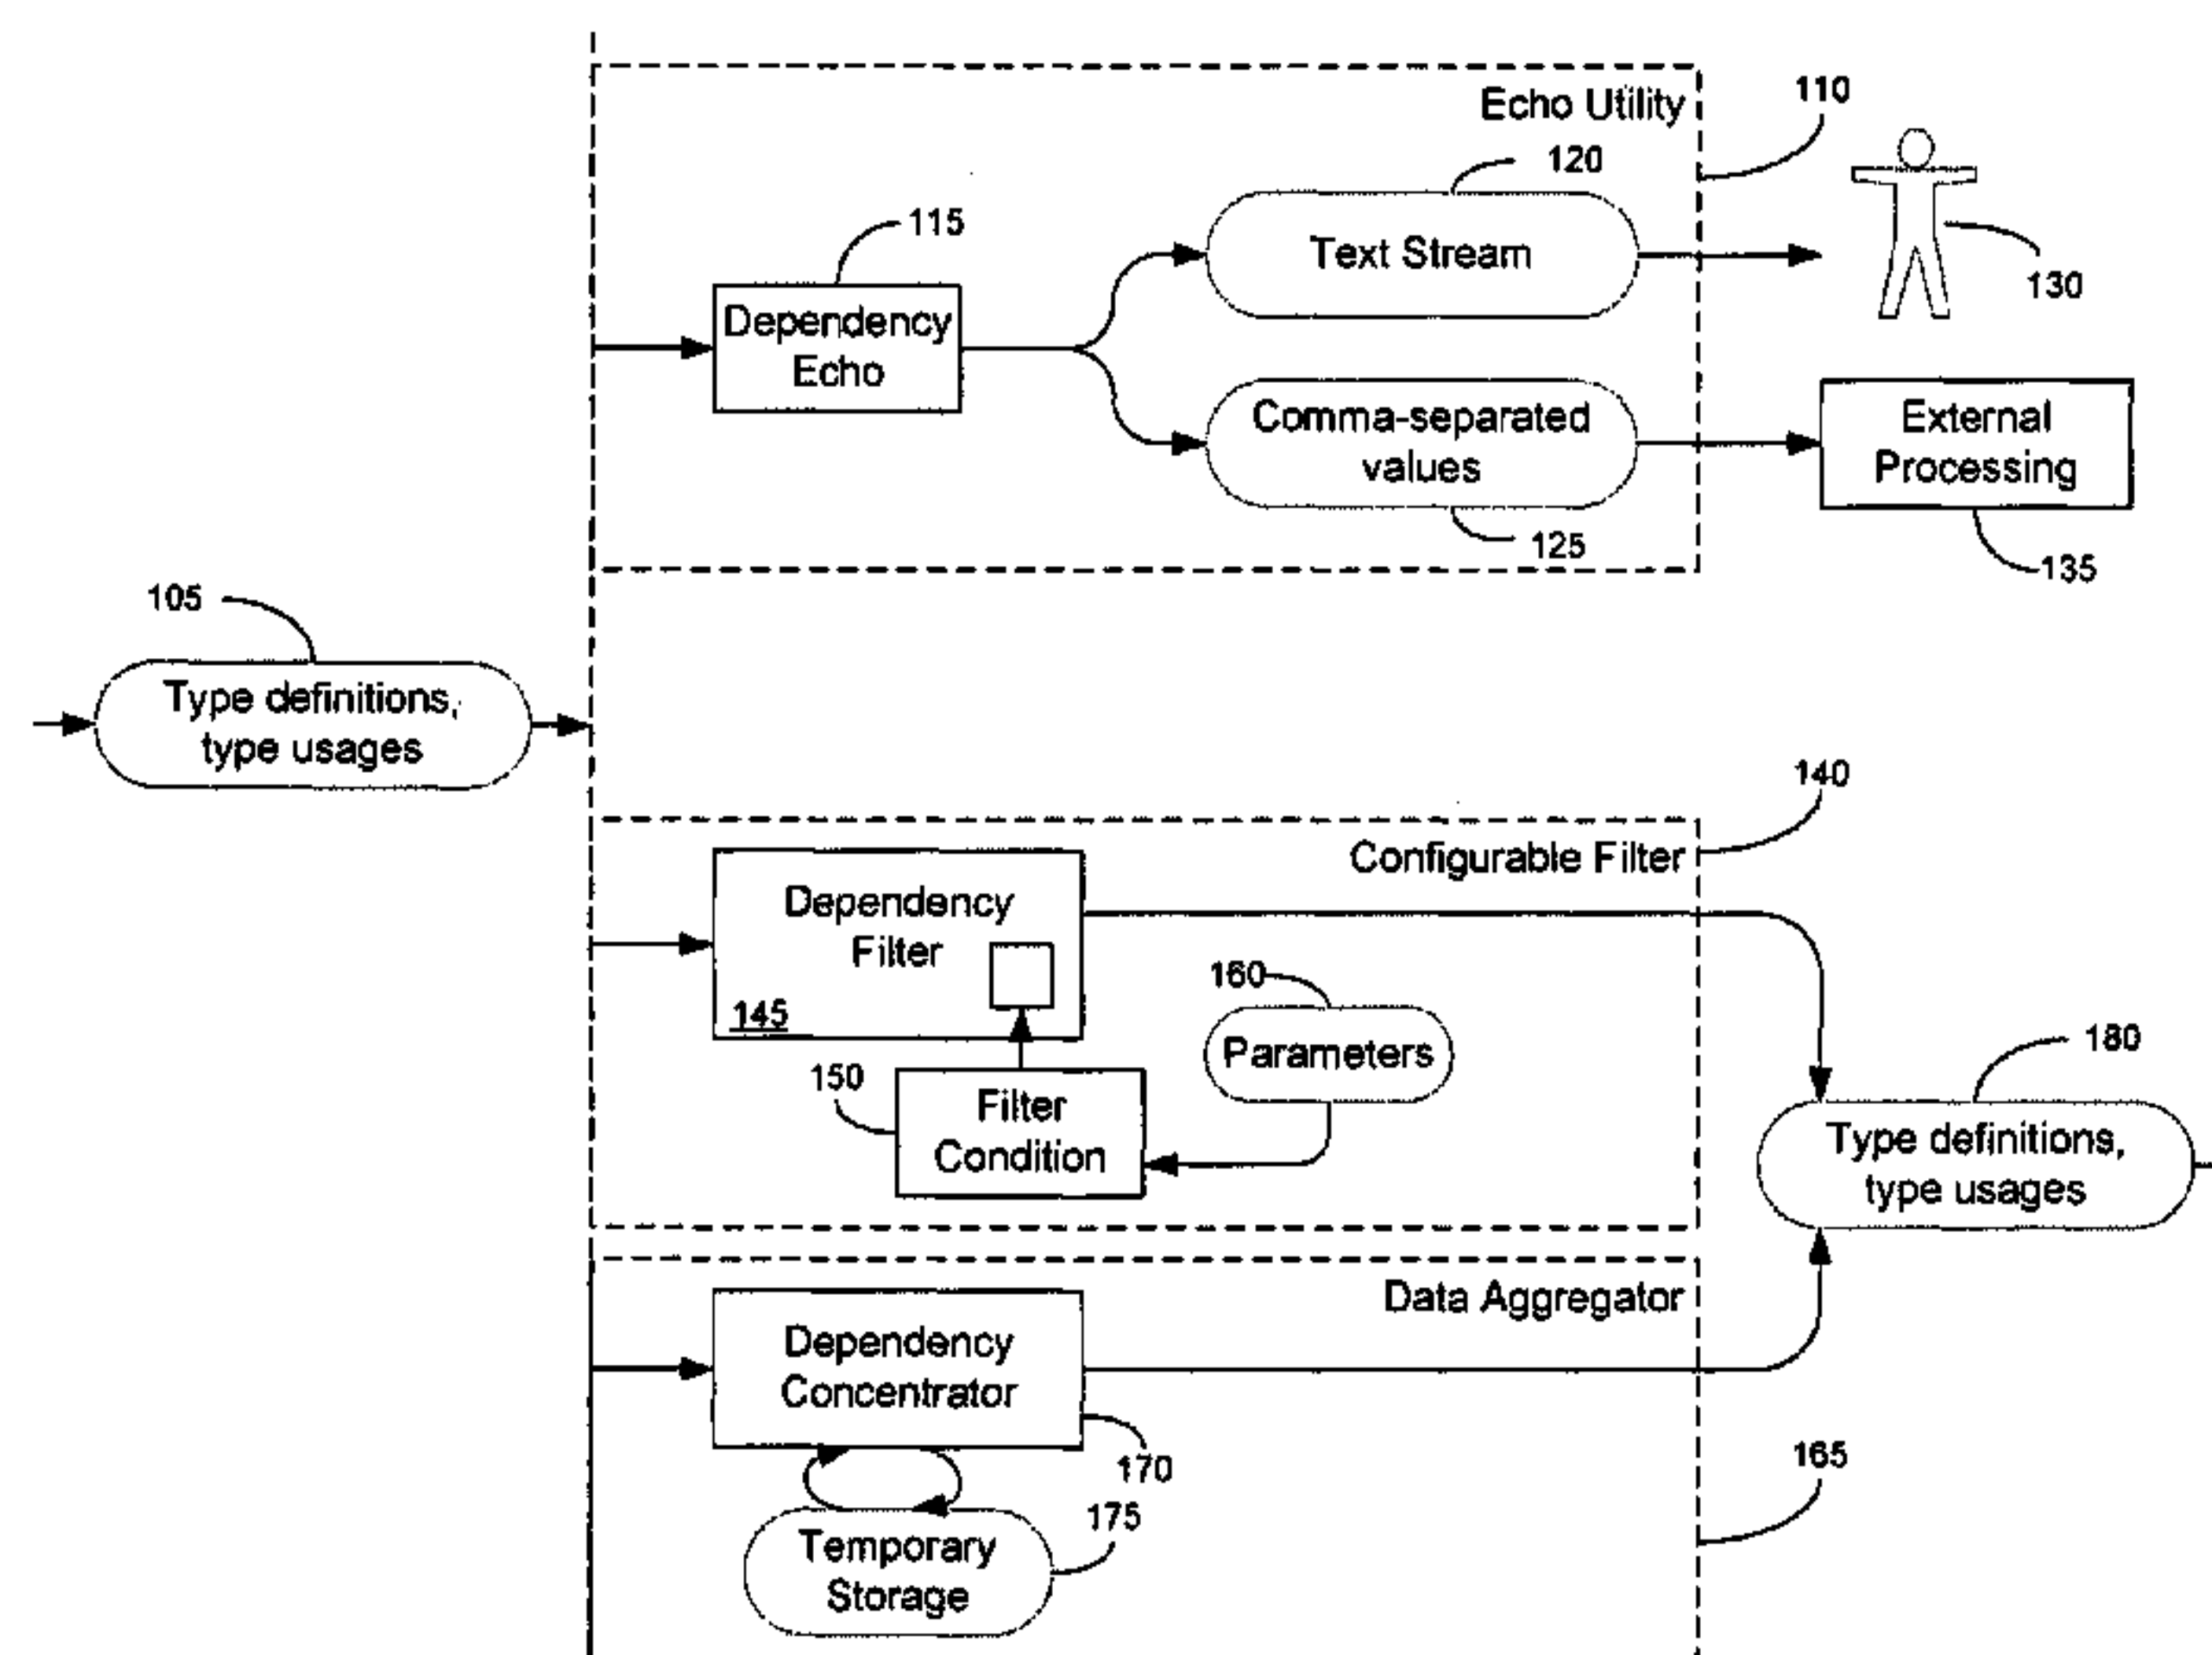 Echo Utility
110
120
115
Text Stream
130
Dependency
Echo
Comma-separated
values
External
Processing
125
135
105
Type definitions,
type usages
140
Configurable Filter
Dependency
Filter
145
160
Parameters
150
Filter
Condition
180
Type definitions,
type usages
Data Aggregator
Dependency
Concentrator
170
165
175
Temporary
Storage